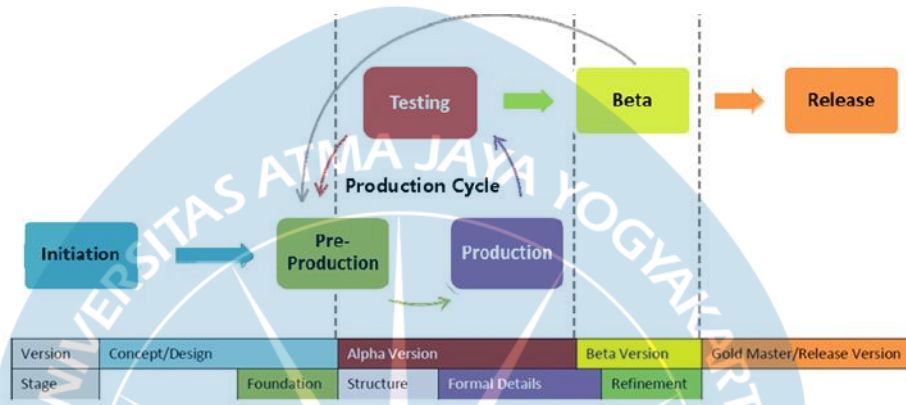 Testing
Beta
Release
UNIVERSITAS ATMA JAYA YOGYAKARTA
Production Cycle
Initiation
Pre-
Production
Production
Version Concept/Design Alpha Version Beta Version Gold Master/Release Version
Stage Foundation Structure Formal Details Refinement